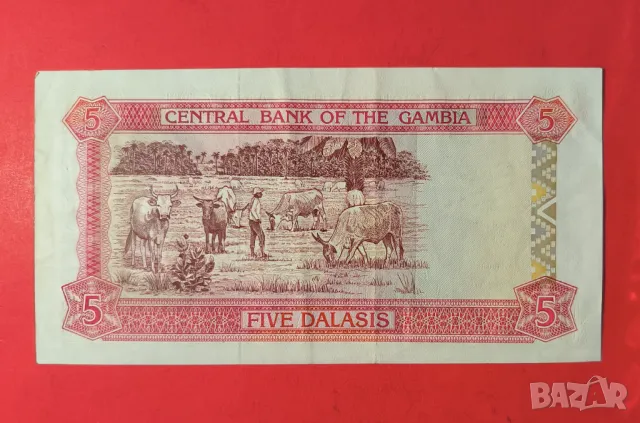 5 CENTRAL BANK OF THE GAMBIA 5
5 FIVE DALASIS 5
BAZAR